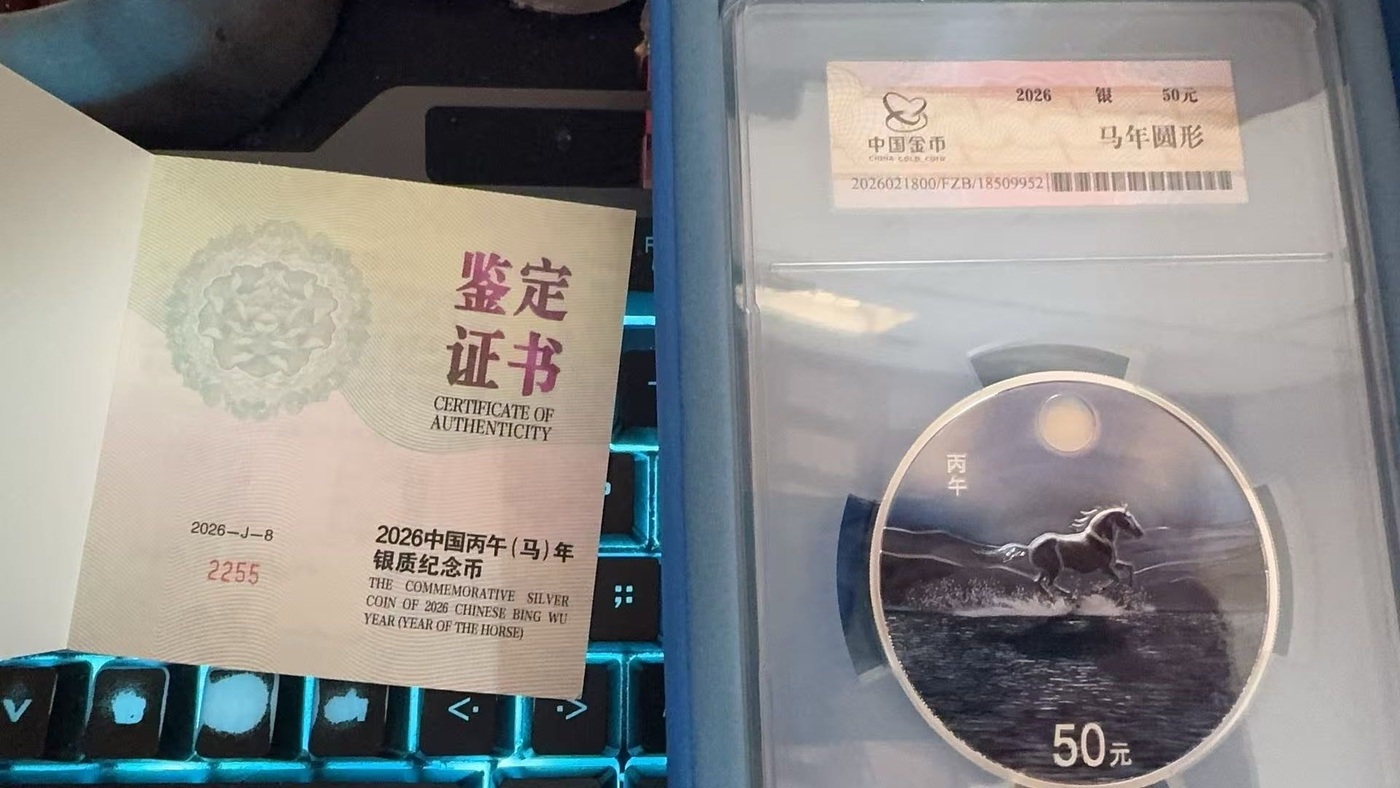 鉴定
证书
CERTIFICATE OF
AUTHENTICITY
2026-J-8
2255
2026中国丙午(马)年
银质纪念币
THE COMMEMORATIVE SILVER
COIN OF 2026 CHINESE BING WU
YEAR (YEAR OF THE HORSE)
2026 银 50元
中国金币
CHINA GOLD COIN
马年圆形
2026021800/FZB/18509952
丙
午
50元
V
;:
<·
·>